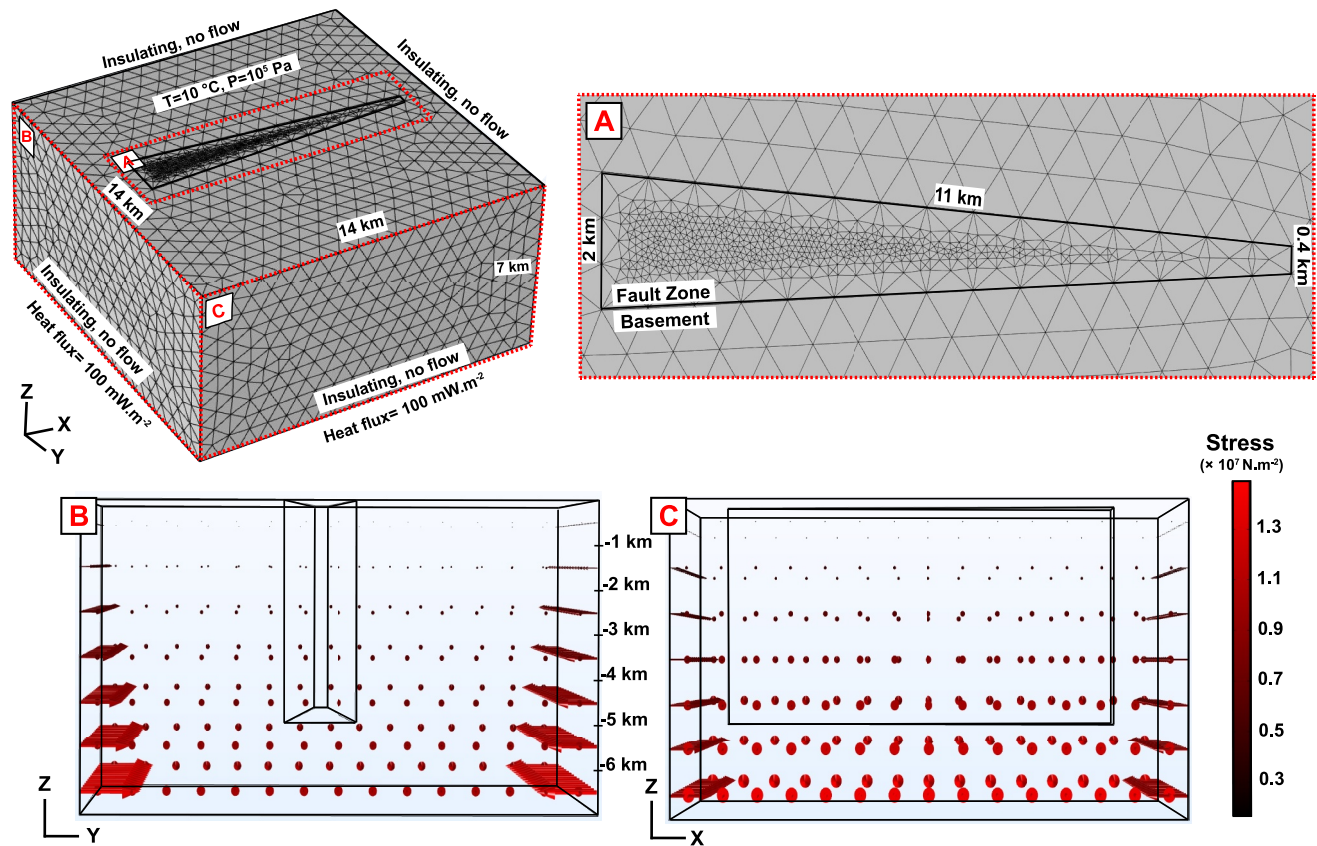 Insulating, no flow
T=10 °C, P=10⁵ Pa
Insulating, no flow
B
A
14 km
14 km
7 km
C
Insulating, no flow
Heat flux= 100 mW.m⁻²
Insulating, no flow
Heat flux= 100 mW.m⁻²
Z
X
Y
A
11 km
2 km
0.4 km
Fault Zone
Basement
B
-1 km
-2 km
-3 km
-4 km
-5 km
-6 km
Z
Y
C
Z
X
Stress
(× 10⁷ N.m⁻²)
1.3
1.1
0.9
0.7
0.5
0.3